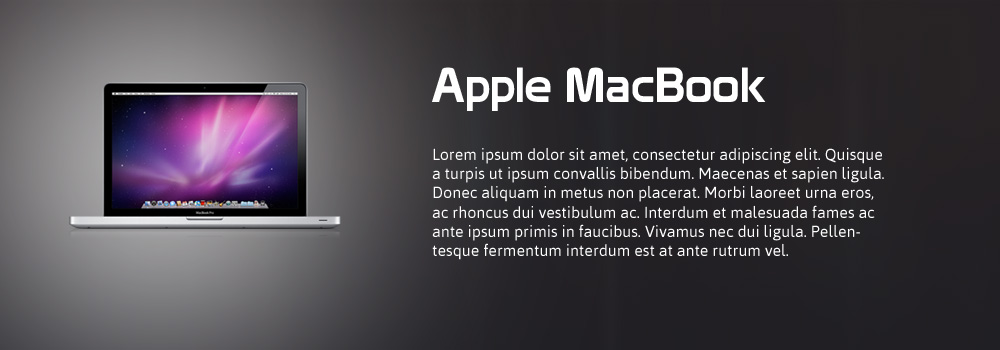 Apple MacBook
Lorem ipsum dolor sit amet, consectetur adipiscing elit. Quisque
a turpis ut ipsum convallis bibendum. Maecenas et sapien ligula.
Donec aliquam in metus non placerat. Morbi laoreet urna eros,
ac rhoncus dui vestibulum ac. Interdum et malesuada fames ac
ante ipsum primis in faucibus. Vivamus nec dui ligula. Pellen-
tesque fermentum interdum est at ante rutrum vel.
MacBook Pro